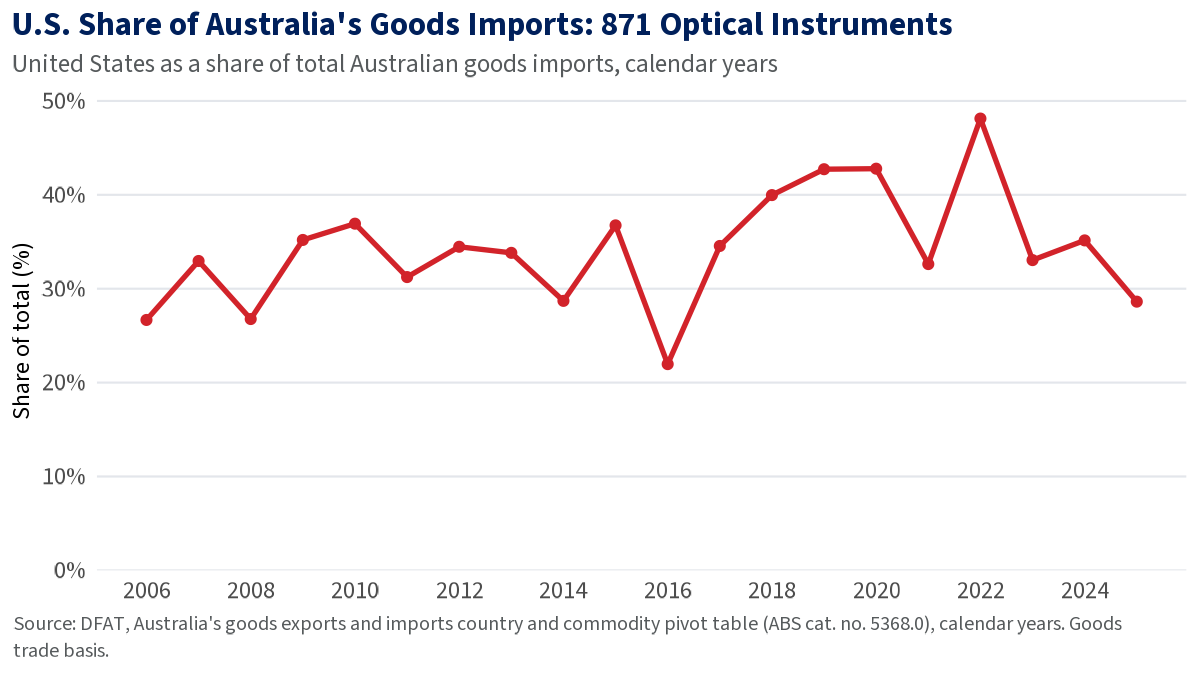 U.S. Share of Australia's Goods Imports: 871 Optical Instruments
United States as a share of total Australian goods imports, calendar years
Share of total (%)
50%
40%
30%
20%
10%
0%
2006 2008 2010 2012 2014 2016 2018 2020 2022 2024
Source: DFAT, Australia's goods exports and imports country and commodity pivot table (ABS cat. no. 5368.0), calendar years. Goods
trade basis.